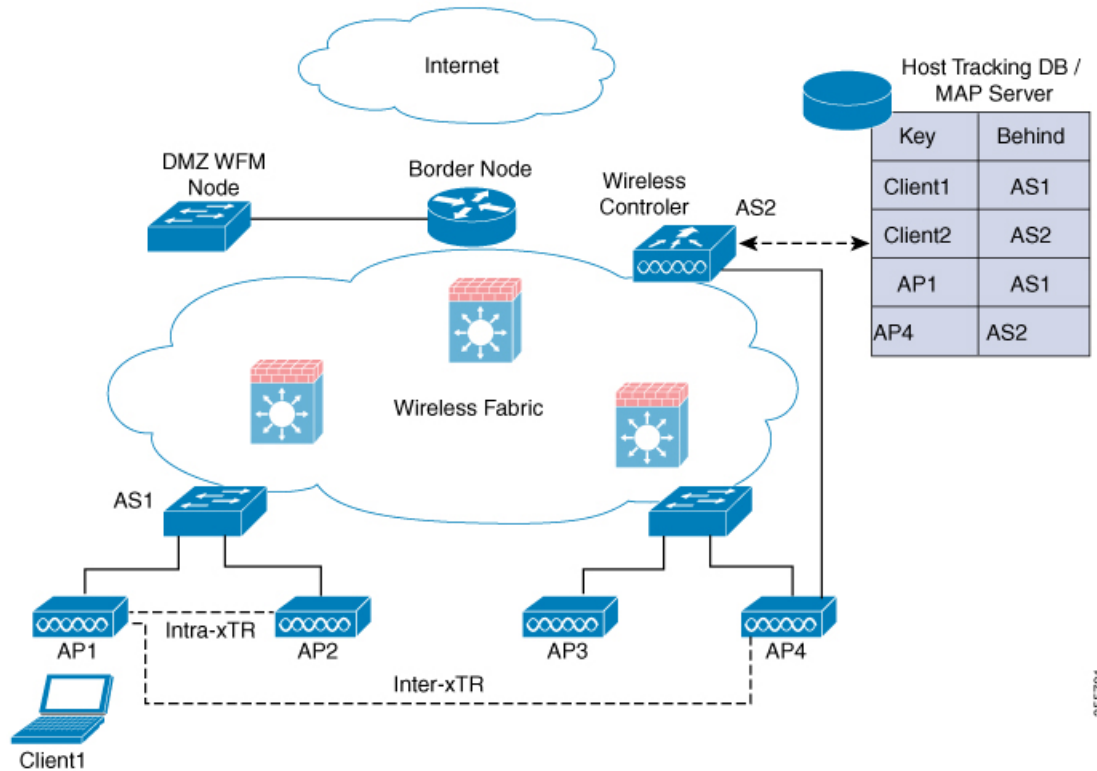 Internet
Host Tracking DB /
MAP Server
Key Behind
Client1 AS1
Client2 AS2
AP1 AS1
AP4 AS2
DMZ WFM
Node
Border Node
Wireless
Controler
AS2
Wireless Fabric
AS1
AP1
Intra-xTR
AP2
AP3
AP4
Inter-xTR
Client1